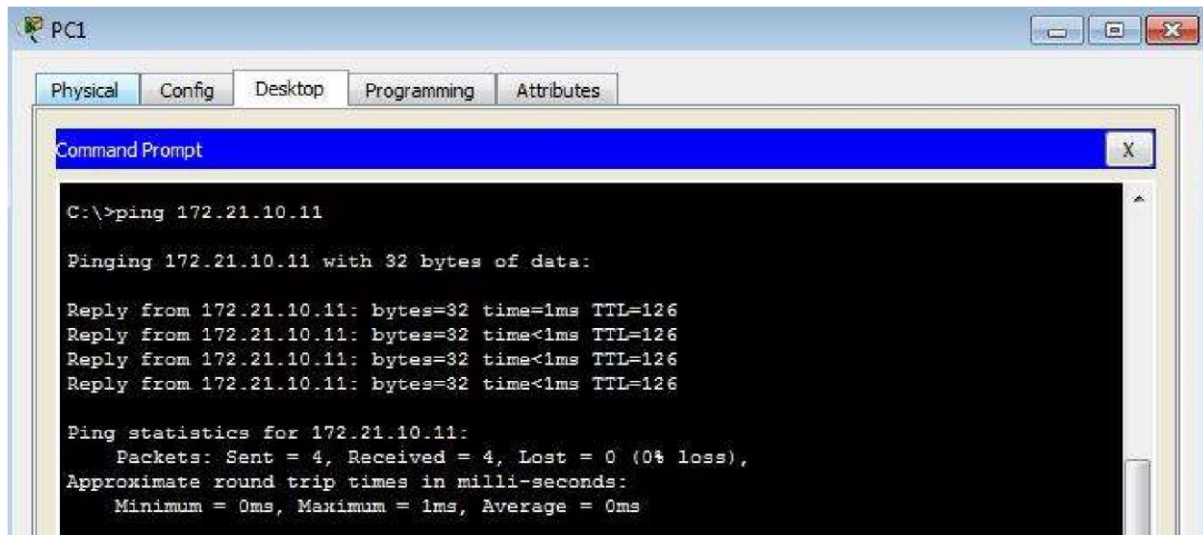 PC1
Physical Config Desktop Programming Attributes
Command Prompt X
C:\>ping 172.21.10.11
Pinging 172.21.10.11 with 32 bytes of data:
Reply from 172.21.10.11: bytes=32 time=1ms TTL=126
Reply from 172.21.10.11: bytes=32 time<1ms TTL=126
Reply from 172.21.10.11: bytes=32 time<1ms TTL=126
Reply from 172.21.10.11: bytes=32 time<1ms TTL=126
Ping statistics for 172.21.10.11:
Packets: Sent = 4, Received = 4, Lost = 0 (0% loss),
Approximate round trip times in milli-seconds:
Minimum = 0ms, Maximum = 1ms, Average = 0ms